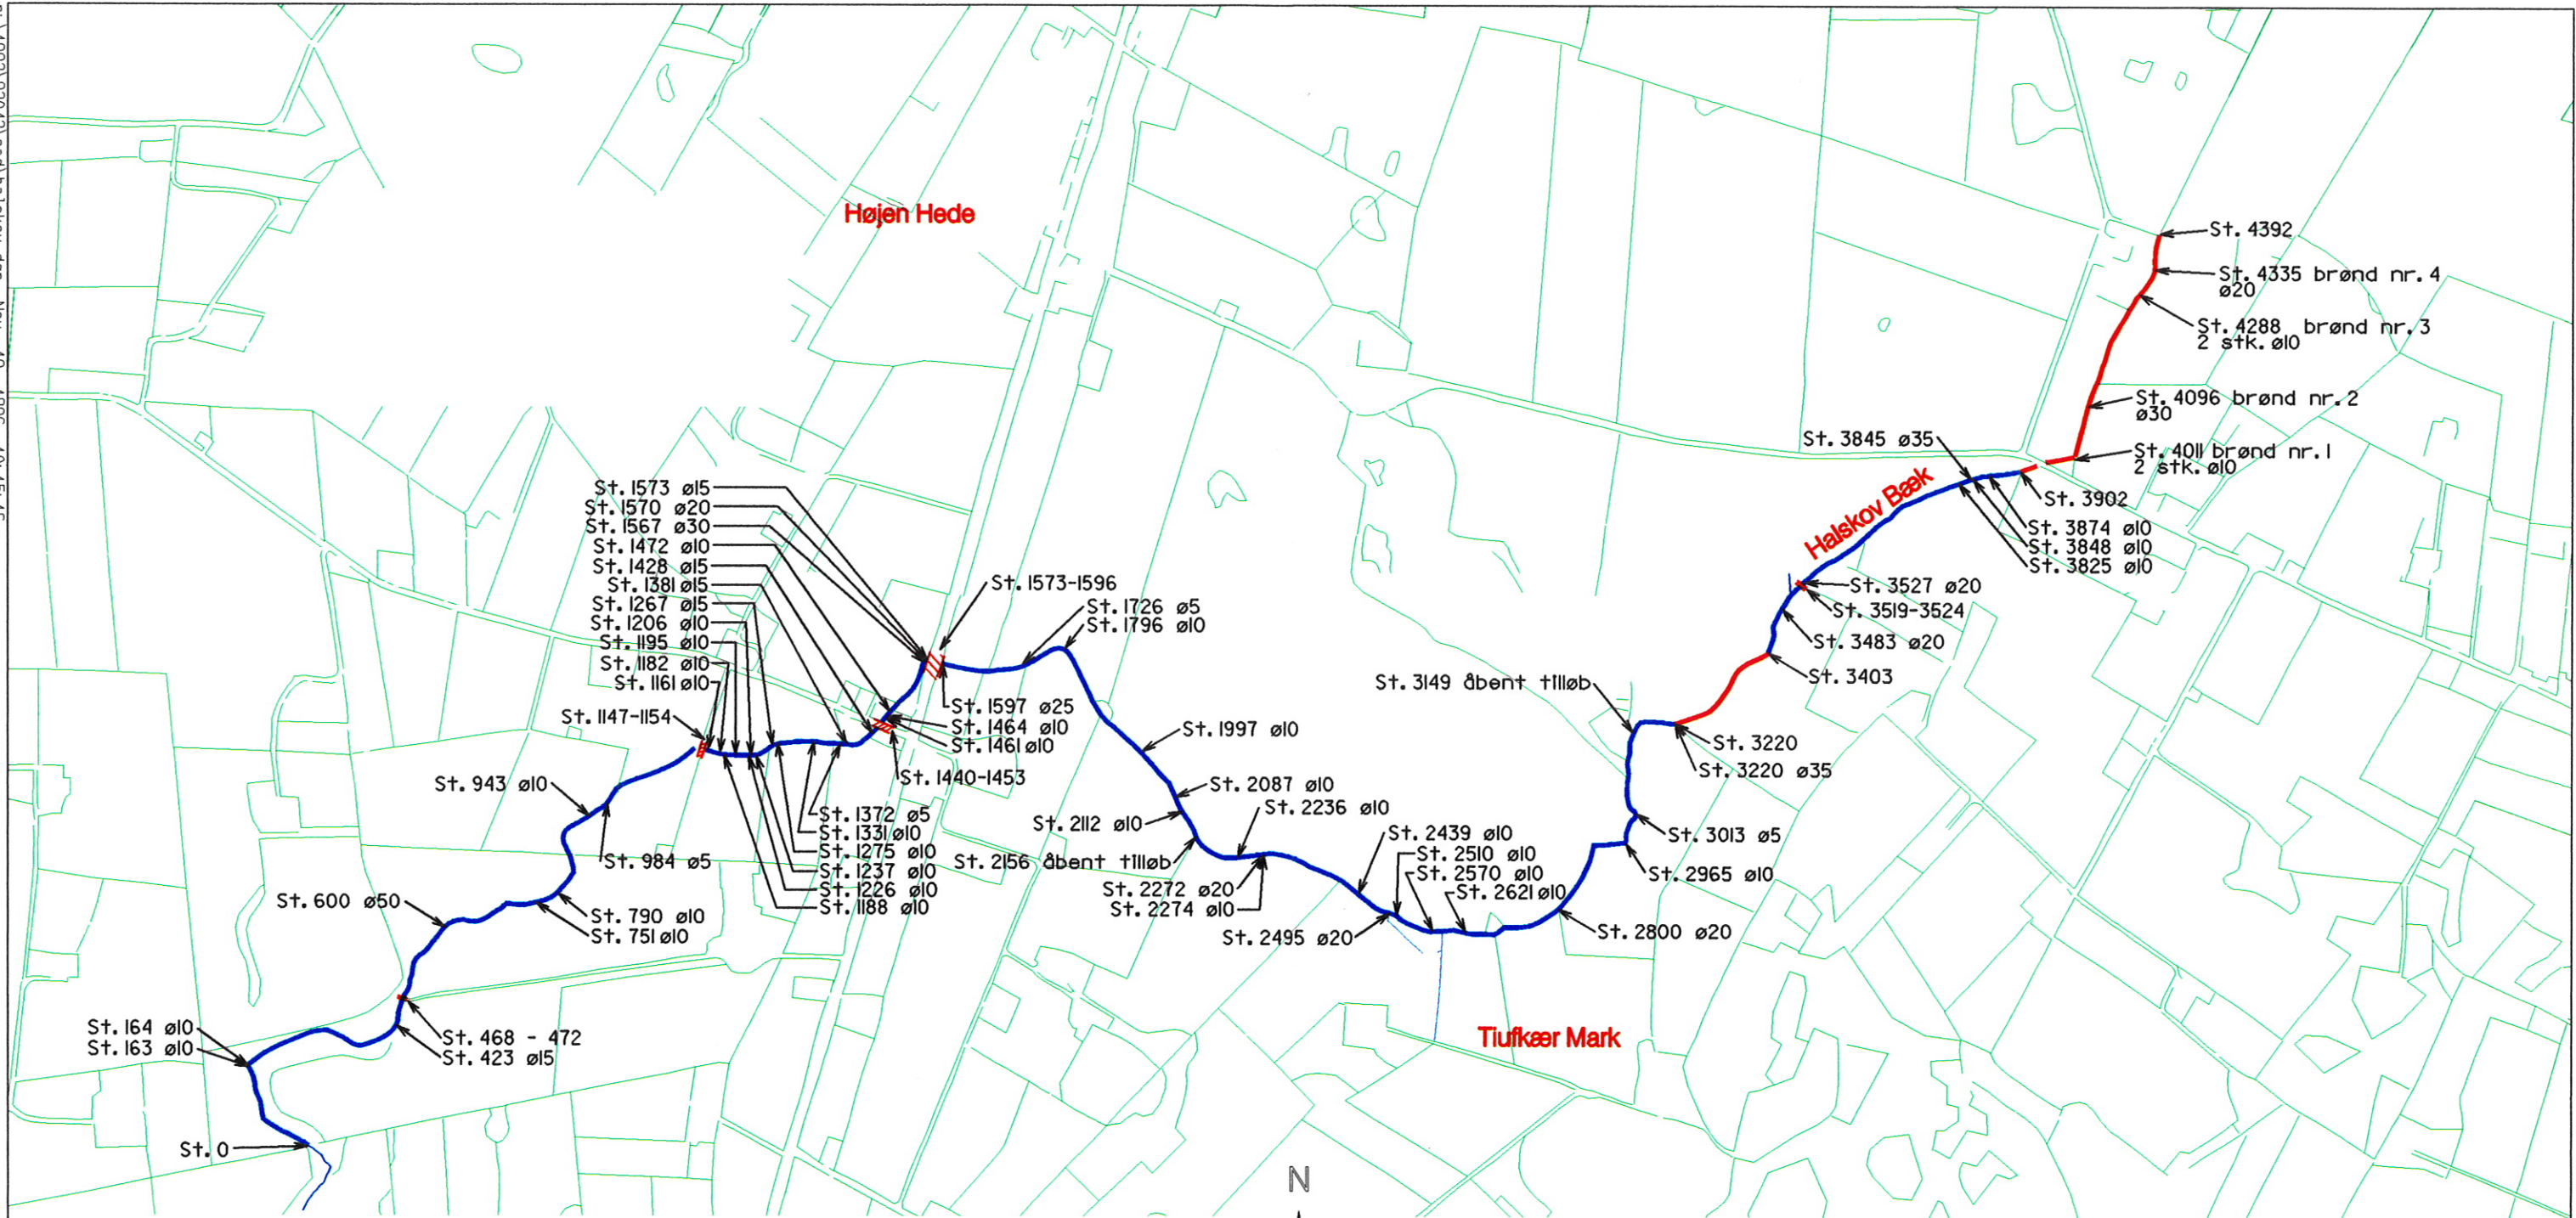 Højen Hede
St. 4392
St. 4335 brønd nr. 4
ø20
St. 4288 brønd nr. 3
2 stk. ø10
St. 4096 brønd nr. 2
ø30
St. 4011 brønd nr. 1
2 stk. ø10
St. 3845 ø35
Halskov Bæk
St. 3902
St. 3874 ø10
St. 3848 ø10
St. 3825 ø10
St. 3527 ø20
St. 3519-3524
St. 3483 ø20
St. 3403
St. 3149 åbent tilløb
St. 3220
St. 3220 ø35
St. 3013 ø5
St. 2965 ø10
St. 2800 ø20
St. 1573 ø15
St. 1570 ø20
St. 1567 ø30
St. 1472 ø10
St. 1428 ø15
St. 1381 ø15
St. 1267 ø15
St. 1206 ø10
St. 1195 ø10
St. 1182 ø10
St. 1161 ø10
St. 1147-1154
St. 1573-1596
St. 1726 ø5
St. 1796 ø10
St. 1597 ø25
St. 1464 ø10
St. 1461 ø10
St. 1440-1453
St. 1997 ø10
St. 2087 ø10
St. 2112 ø10
St. 2236 ø10
St. 2156 åbent tilløb
St. 2272 ø20
St. 2274 ø10
St. 2439 ø10
St. 2510 ø10
St. 2570 ø10
St. 2621 ø10
St. 2495 ø20
St. 1372 ø5
St. 1331 ø10
St. 1275 ø10
St. 1237 ø10
St. 1226 ø10
St. 1188 ø10
St. 943 ø10
St. 984 ø5
St. 600 ø50
St. 790 ø10
St. 751 ø10
St. 164 ø10
St. 163 ø10
St. 468 - 472
St. 423 ø15
St. 0
Tiufkær Mark
N